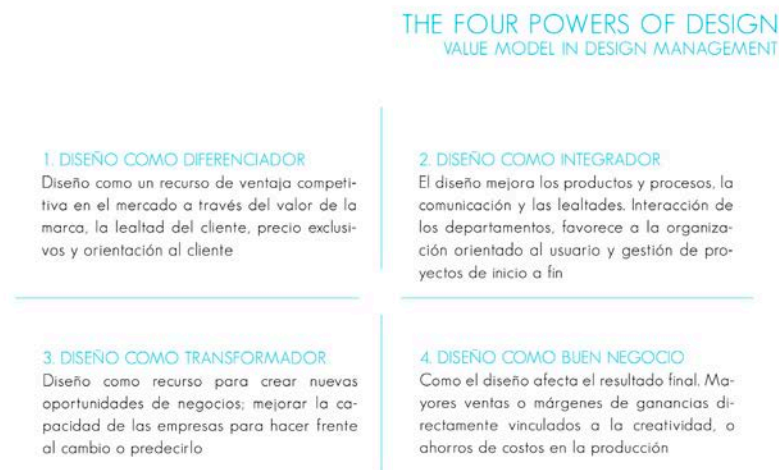 THE FOUR POWERS OF DESIGN
VALUE MODEL IN DESIGN MANAGEMENT
1. DISEÑO COMO DIFERENCIADOR
Diseño como un recurso de ventaja competi-
tiva en el mercado a través del valor de la
marca, la lealtad del cliente, precio exclusi-
vos y orientación al cliente
2. DISEÑO COMO INTEGRADOR
El diseño mejora los productos y procesos, la
comunicación y las lealtades. Interacción de
los departamentos, favorece a la organiza-
ción orientado al usuario y gestión de pro-
yectos de inicio a fin
3. DISEÑO COMO TRANSFORMADOR
Diseño como recurso para crear nuevas
oportunidades de negocios; mejorar la ca-
pacidad de las empresas para hacer frente
al cambio o predecirlo
4. DISEÑO COMO BUEN NEGOCIO
Como el diseño afecta el resultado final. Ma-
yores ventas o márgenes de ganancias di-
rectamente vinculados a la creatividad, o
ahorros de costos en la producción